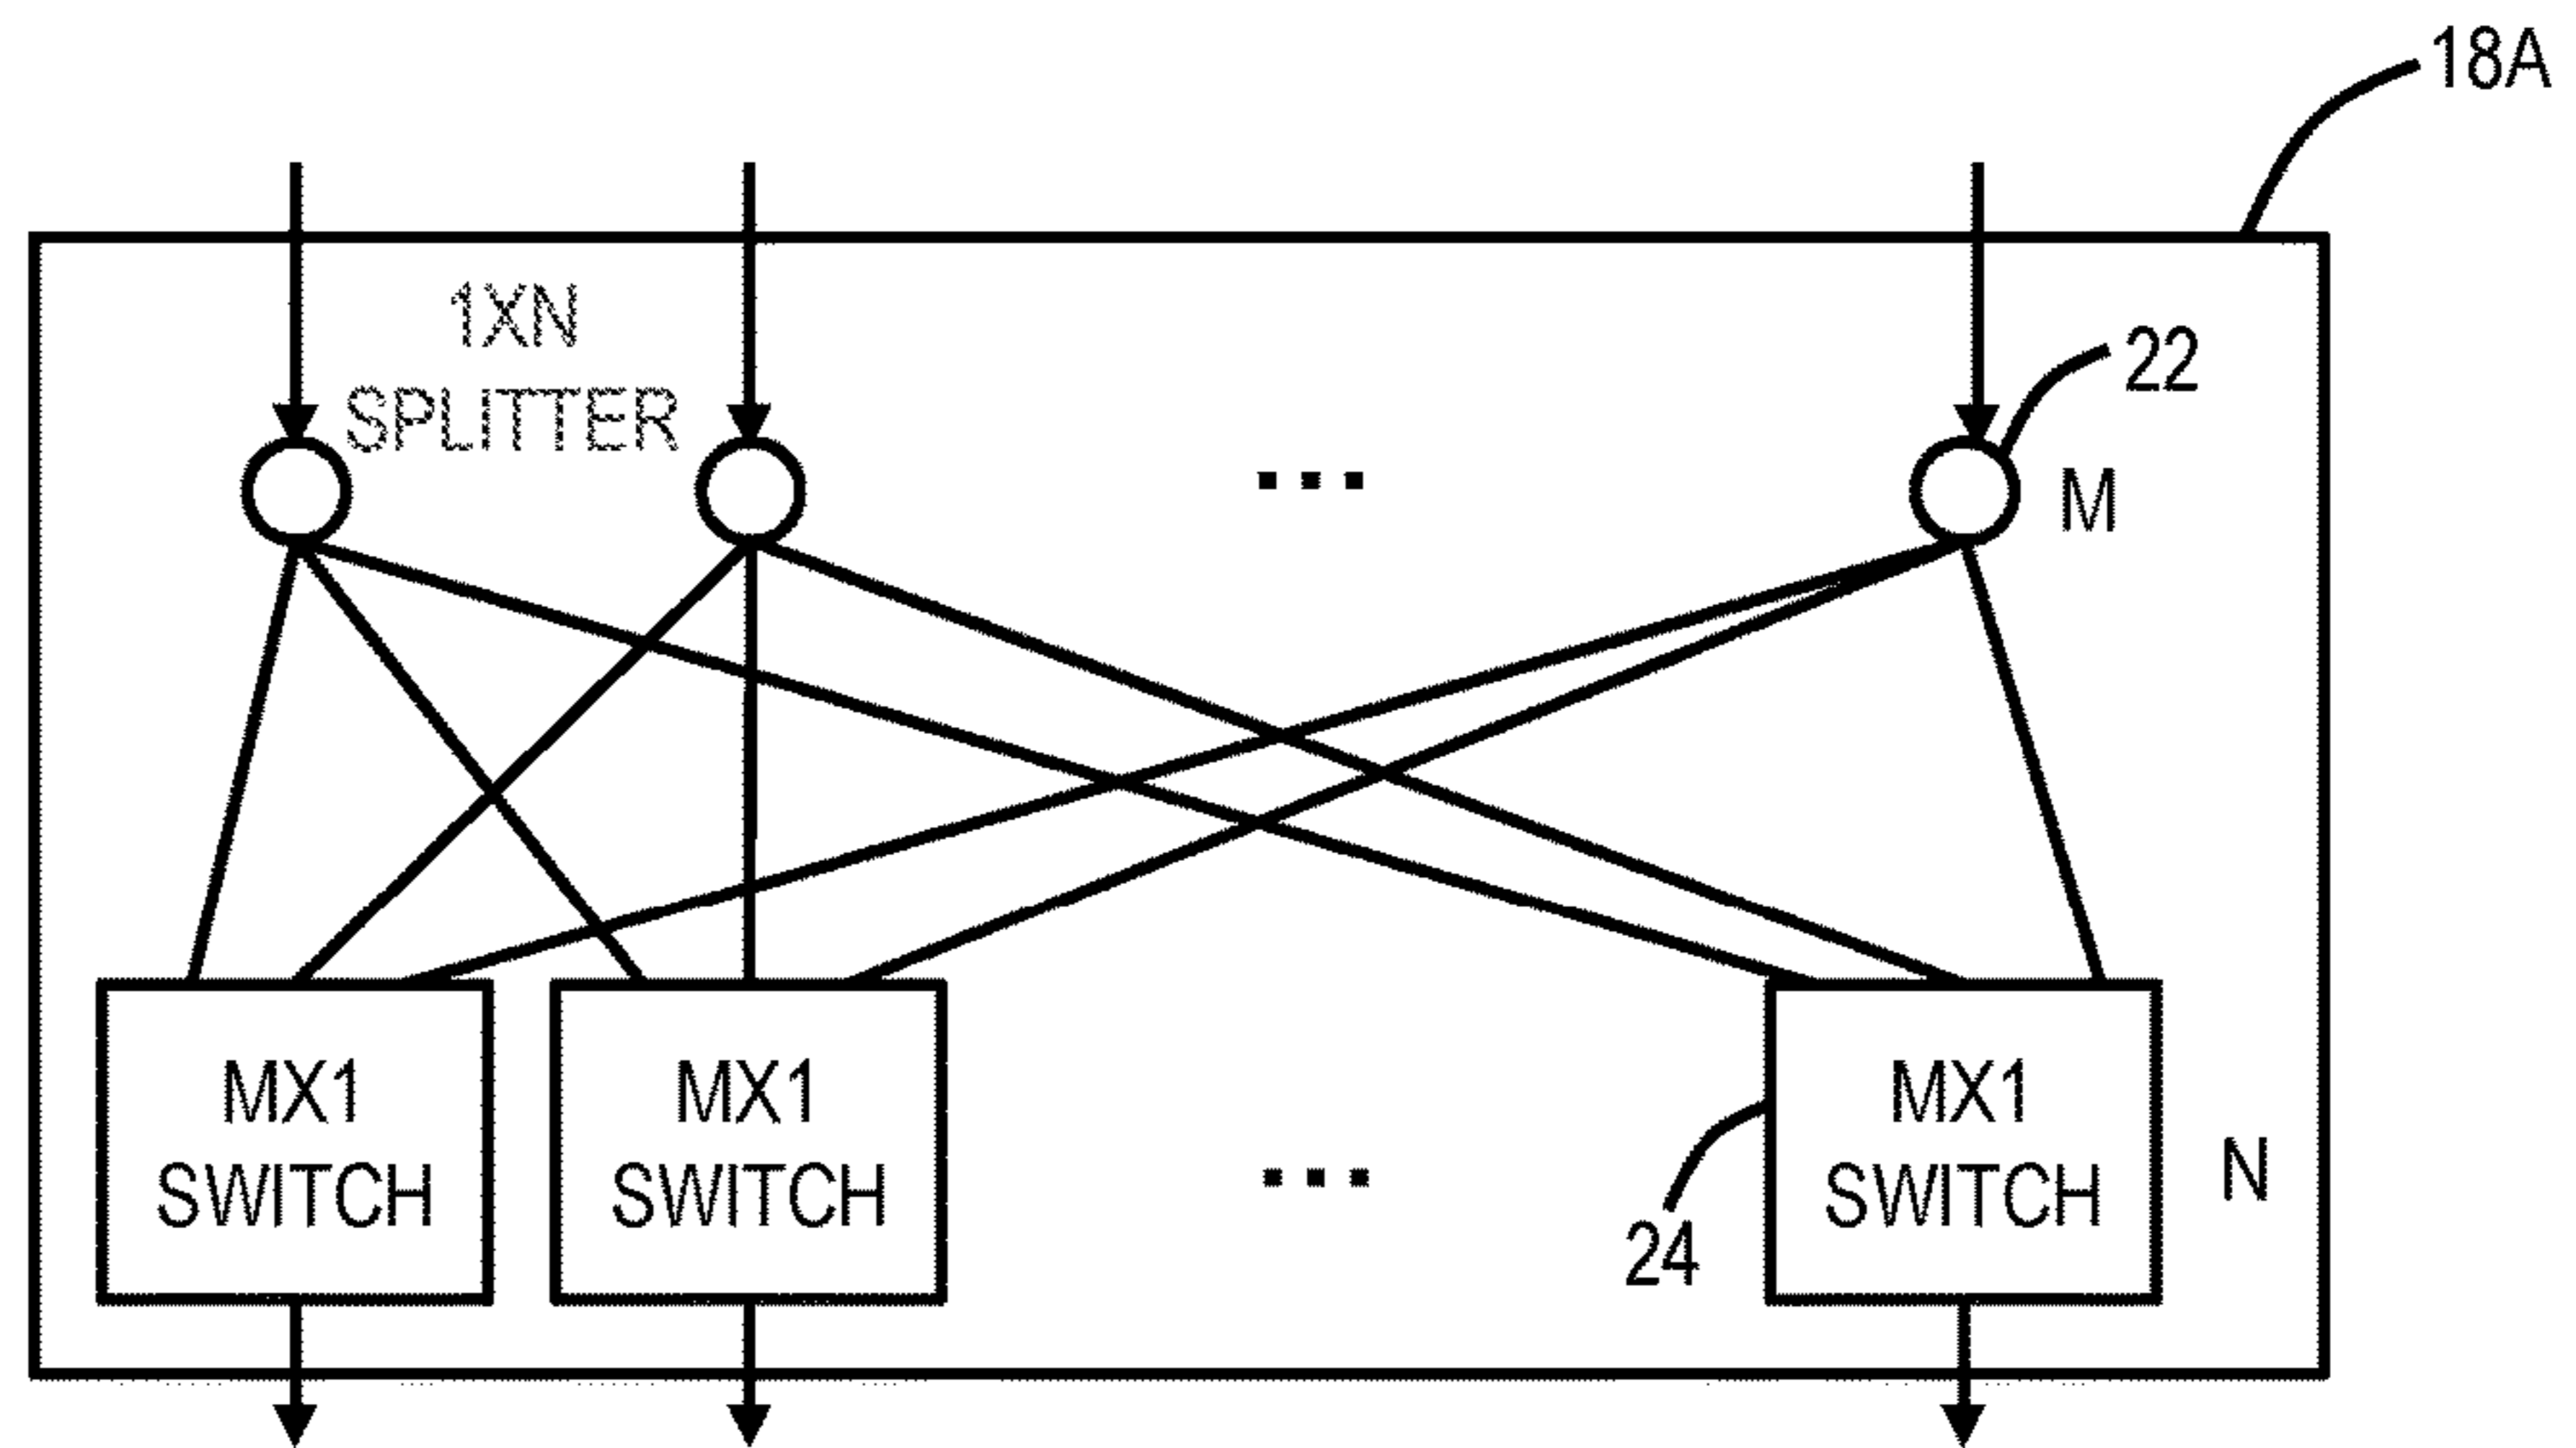 18A
1XN
SPLITTER
22
...
M
MX1
SWITCH
MX1
SWITCH
...
24
MX1
SWITCH
N